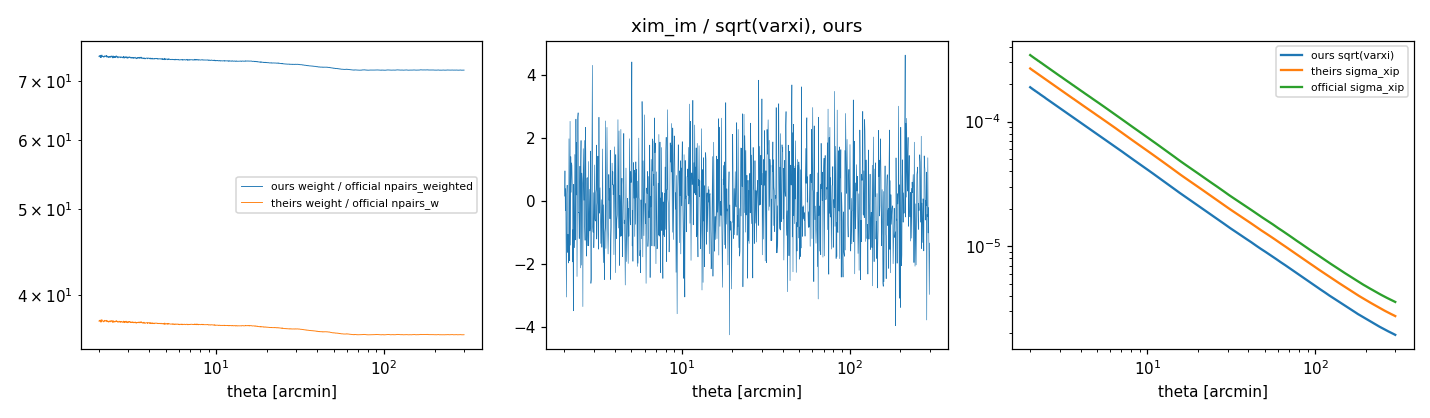 7 × 10¹
6 × 10¹
5 × 10¹
4 × 10¹
ours weight / official npairs_weighted
theirs weight / official npairs_w
10¹ 10²
theta [arcmin]
xim_im / sqrt(varxi), ours
4
2
0
−2
−4
10¹ 10²
theta [arcmin]
ours sqrt(varxi)
theirs sigma_xip
official sigma_xip
10⁻⁴
10⁻⁵
10¹ 10²
theta [arcmin]